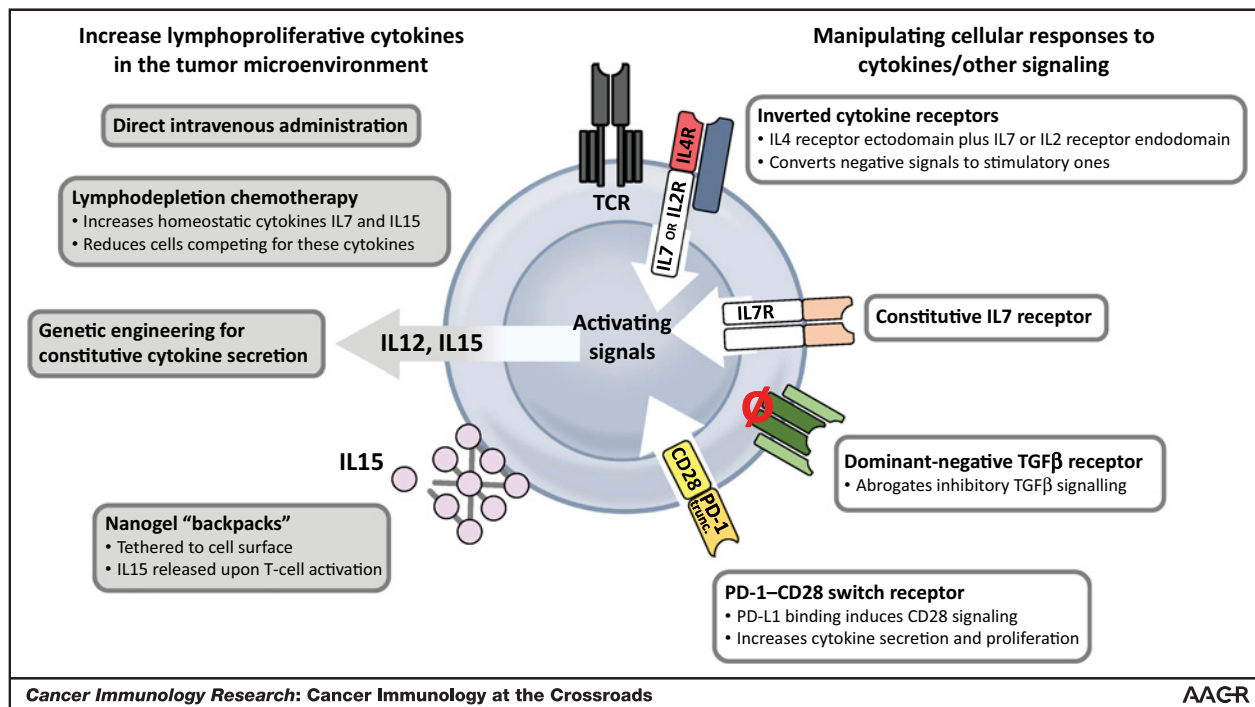 Increase lymphoproliferative cytokines
in the tumor microenvironment
Direct intravenous administration
Lymphodepletion chemotherapy
• Increases homeostatic cytokines IL7 and IL15
• Reduces cells competing for these cytokines
Genetic engineering for
constitutive cytokine secretion
IL12, IL15
IL15
Nanogel “backpacks”
• Tethered to cell surface
• IL15 released upon T-cell activation
TCR
IL4R
IL7 OR IL2R
Activating
signals
IL7R
Ø
CD28
PD-1
trunc.
Manipulating cellular responses to
cytokines/other signaling
Inverted cytokine receptors
• IL4 receptor ectodomain plus IL7 or IL2 receptor endodomain
• Converts negative signals to stimulatory ones
Constitutive IL7 receptor
Dominant-negative TGFβ receptor
• Abrogates inhibitory TGFβ signalling
PD-1–CD28 switch receptor
• PD-L1 binding induces CD28 signaling
• Increases cytokine secretion and proliferation
Cancer Immunology Research: Cancer Immunology at the Crossroads
AACR